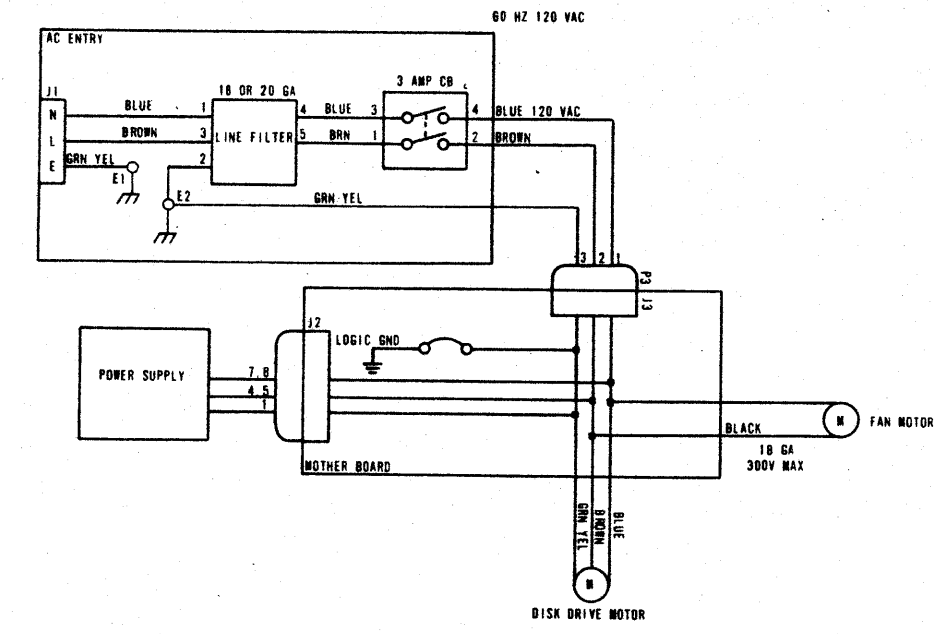 60 HZ 120 VAC
AC ENTRY
3 AMP CB
J1
18 OR 20 GA
N BLUE 1 4 BLUE 3 4 BLUE 120 VAC
L BROWN 3 LINE FILTER 5 BRN 1 2 BROWN
E GRN YEL 2
E1
E2 GRN YEL
3 2 1
P3
J3
J2
LOGIC GND
POWER SUPPLY
7,8
4,5
1
BLACK
M FAN MOTOR
18 GA
300V MAX
MOTHER BOARD
GRN YEL
BROWN
BLUE
M
DISK DRIVE MOTOR